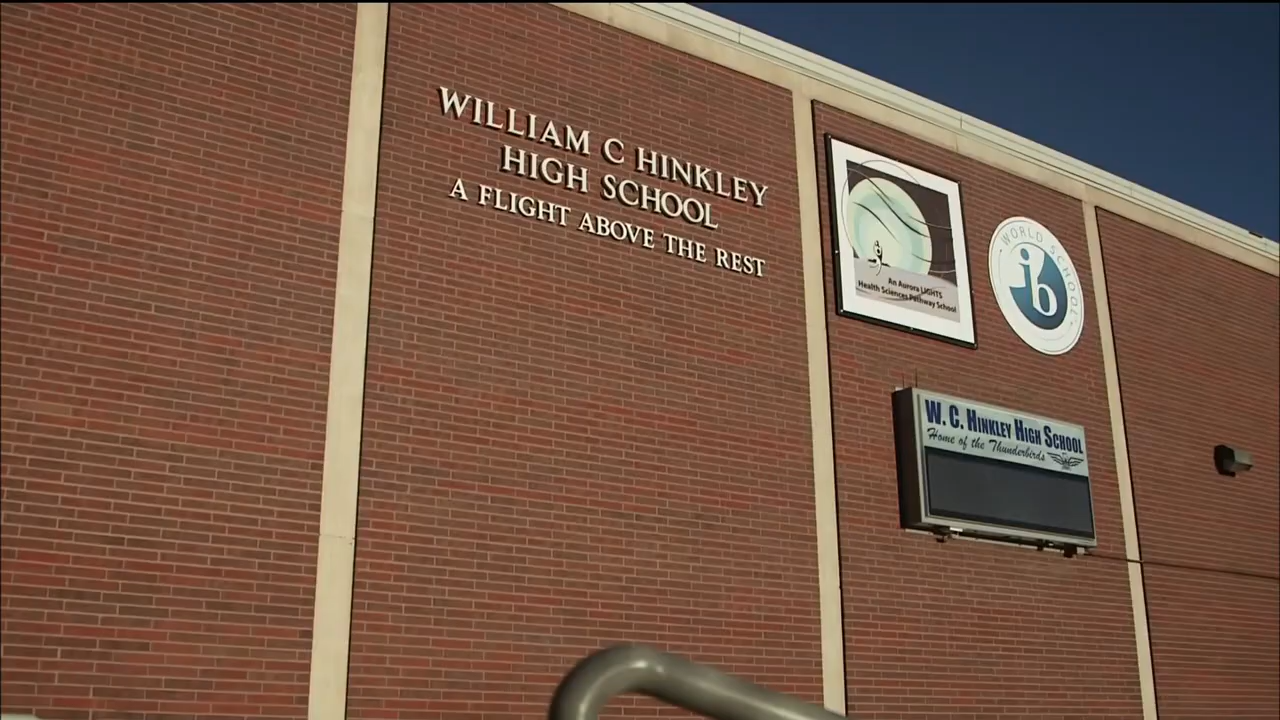 WILLIAM C HINKLEY
HIGH SCHOOL
A FLIGHT ABOVE THE REST
An Aurora LIGHTS
Health Sciences Pathway School
WORLD SCHOOL
ib
W. C. HINKLEY HIGH SCHOOL
Home of the Thunderbirds